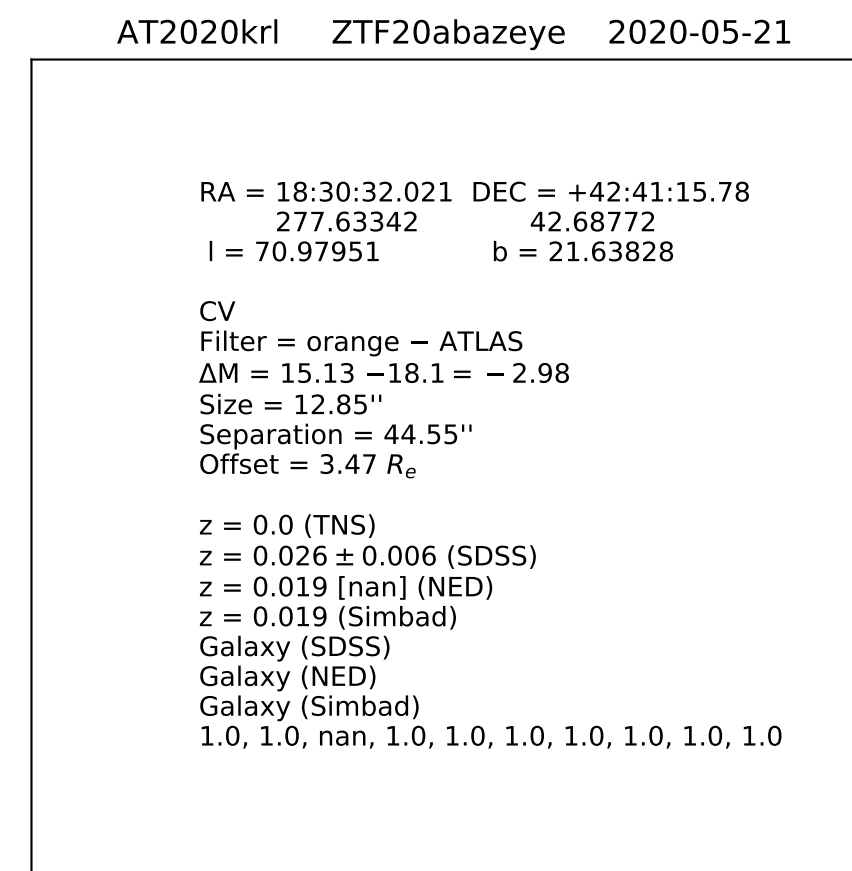 AT2020krl ZTF20abazeye 2020-05-21
RA = 18:30:32.021 DEC = +42:41:15.78
277.63342 42.68772
l = 70.97951 b = 21.63828
CV
Filter = orange − ATLAS
ΔM = 15.13 −18.1 = −2.98
Size = 12.85''
Separation = 44.55''
Offset = 3.47 Rₑ
z = 0.0 (TNS)
z = 0.026 ± 0.006 (SDSS)
z = 0.019 [nan] (NED)
z = 0.019 (Simbad)
Galaxy (SDSS)
Galaxy (NED)
Galaxy (Simbad)
1.0, 1.0, nan, 1.0, 1.0, 1.0, 1.0, 1.0, 1.0, 1.0